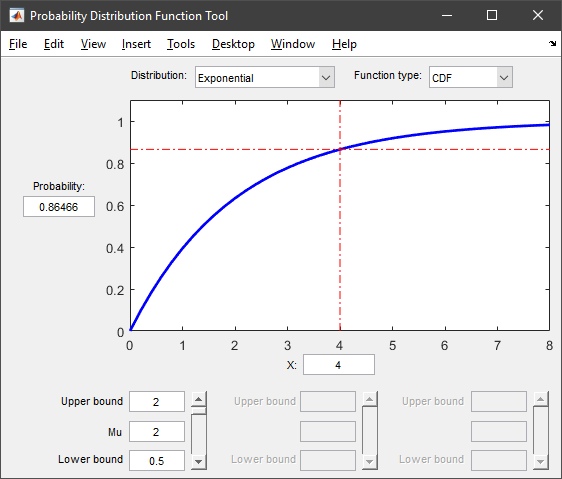 Probability Distribution Function Tool
File Edit View Insert Tools Desktop Window Help
Distribution: Exponential Function type: CDF
1
0.8
Probability:
0.86466
0.6
0.4
0.2
0
0 1 2 3 4 5 6 7 8
X: 4
Upper bound 2 Upper bound Upper bound
Mu 2
Lower bound 0.5 Lower bound Lower bound